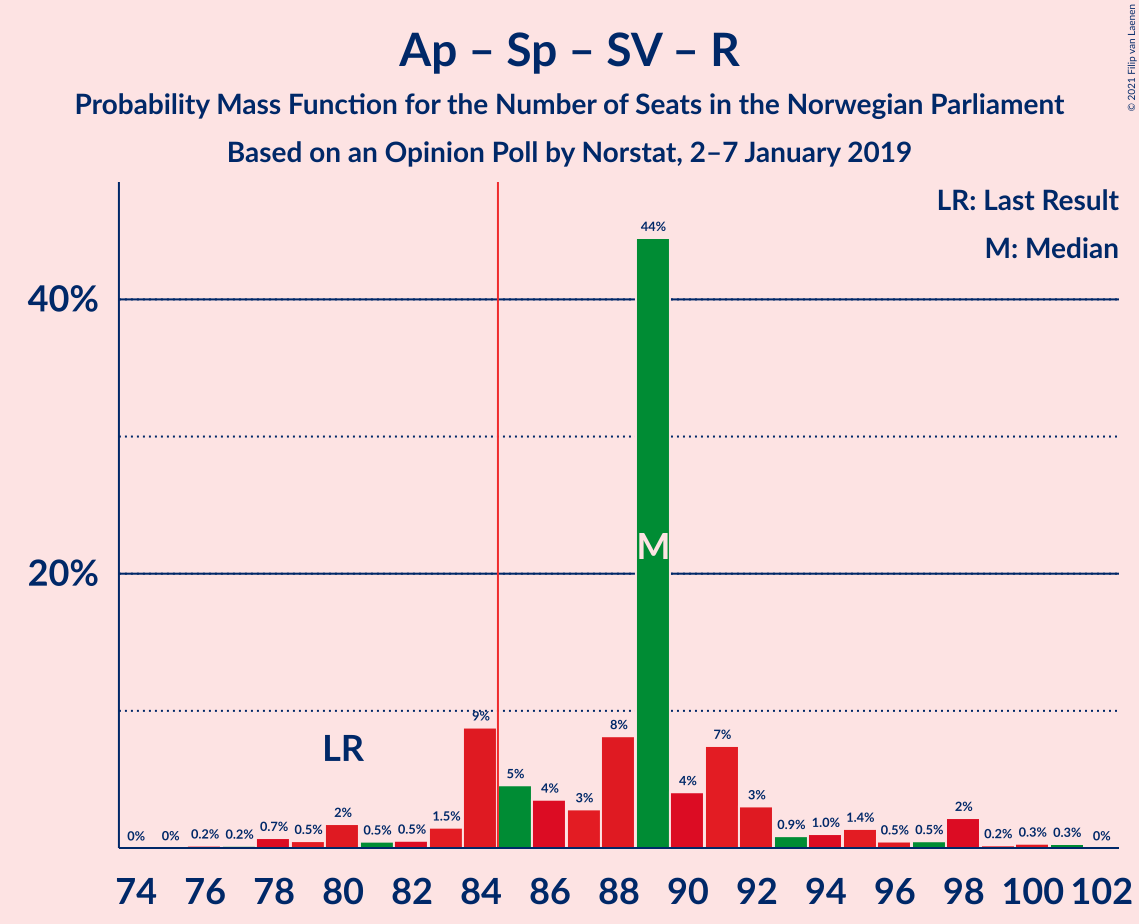 Ap – Sp – SV – R
Probability Mass Function for the Number of Seats in the Norwegian Parliament
Based on an Opinion Poll by Norstat, 2–7 January 2019
© 2021 Filip van Laenen
LR: Last Result
M: Median
40%
20%
LR
M
0% 0% 0.2% 0.2% 0.7% 0.5% 2% 0.5% 0.5% 1.5% 9% 5% 4% 3% 8% 44% 4% 7% 3% 0.9% 1.0% 1.4% 0.5% 0.5% 2% 0.2% 0.3% 0.3% 0%
74 76 78 80 82 84 86 88 90 92 94 96 98 100 102